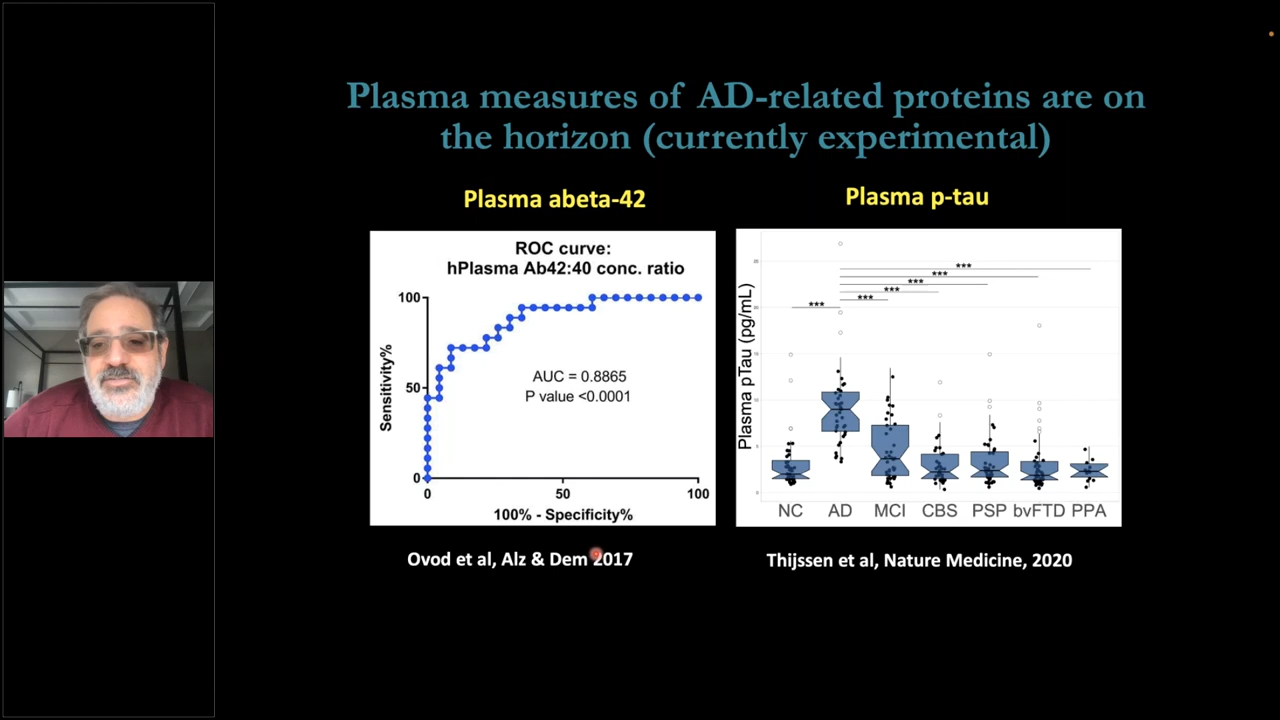 Plasma measures of AD-related proteins are on
the horizon (currently experimental)
Plasma abeta-42
ROC curve:
hPlasma Ab42:40 conc. ratio
100
50
0
Sensitivity%
AUC = 0.8865
P value <0.0001
0 50 100
100% - Specificity%
Ovod et al, Alz & Dem 2017
Plasma p-tau
Plasma pTau (pg/mL)
***
***
***
***
***
***
NC AD MCI CBS PSP bvFTD PPA
Thijssen et al, Nature Medicine, 2020